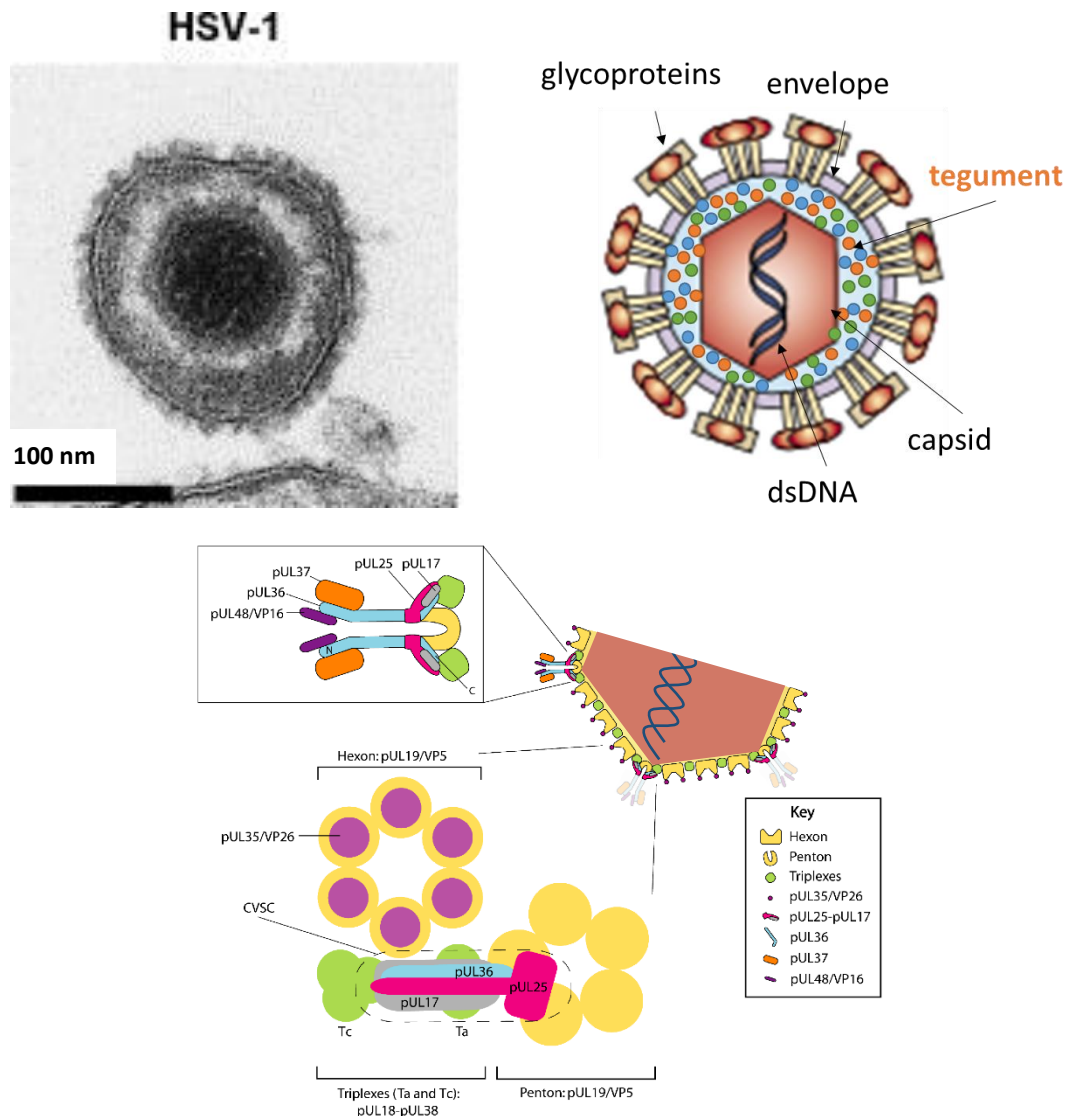 HSV-1
100 nm
glycoproteins
envelope
tegument
capsid
dsDNA
pUL25
pUL17
pUL37
pUL36
pUL48/VP16
N
C
Hexon: pUL19/VP5
pUL35/VP26
CVSC
pUL36
pUL25
pUL17
Tc
Ta
Triplexes (Ta and Tc):
pUL18-pUL38
Penton: pUL19/VP5
Key
Hexon
Penton
Triplexes
pUL35/VP26
pUL25-pUL17
pUL36
pUL37
pUL48/VP16